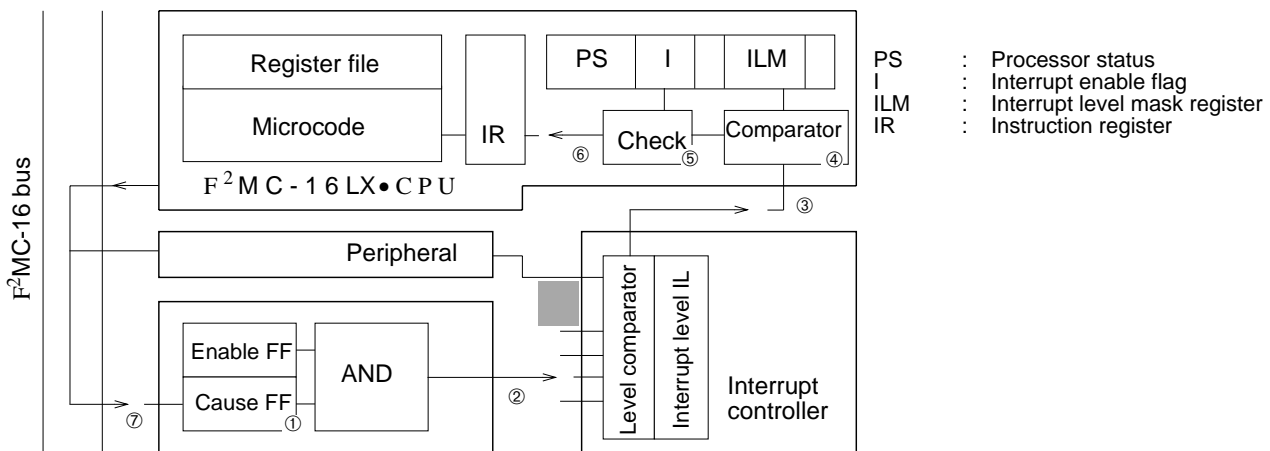 F²MC-16 bus
Register file
Microcode
IR
PS I ILM
Check ⑤
Comparator ④
⑥
F²MC-16LX•CPU
③
PS : Processor status
I : Interrupt enable flag
ILM : Interrupt level mask register
IR : Instruction register
Peripheral
Enable FF
Cause FF ①
AND
②
⑦
Level comparator
Interrupt level IL
Interrupt
controller